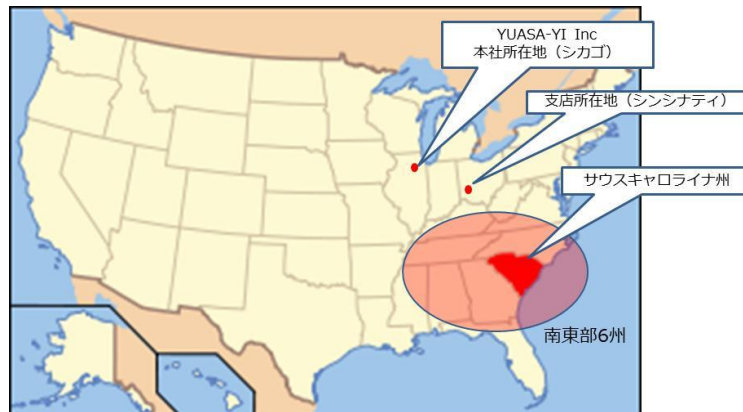 YUASA-YI Inc
本社所在地（シカゴ）
支店所在地（シンシナティ）
サウスキャロライナ州
南東部6州